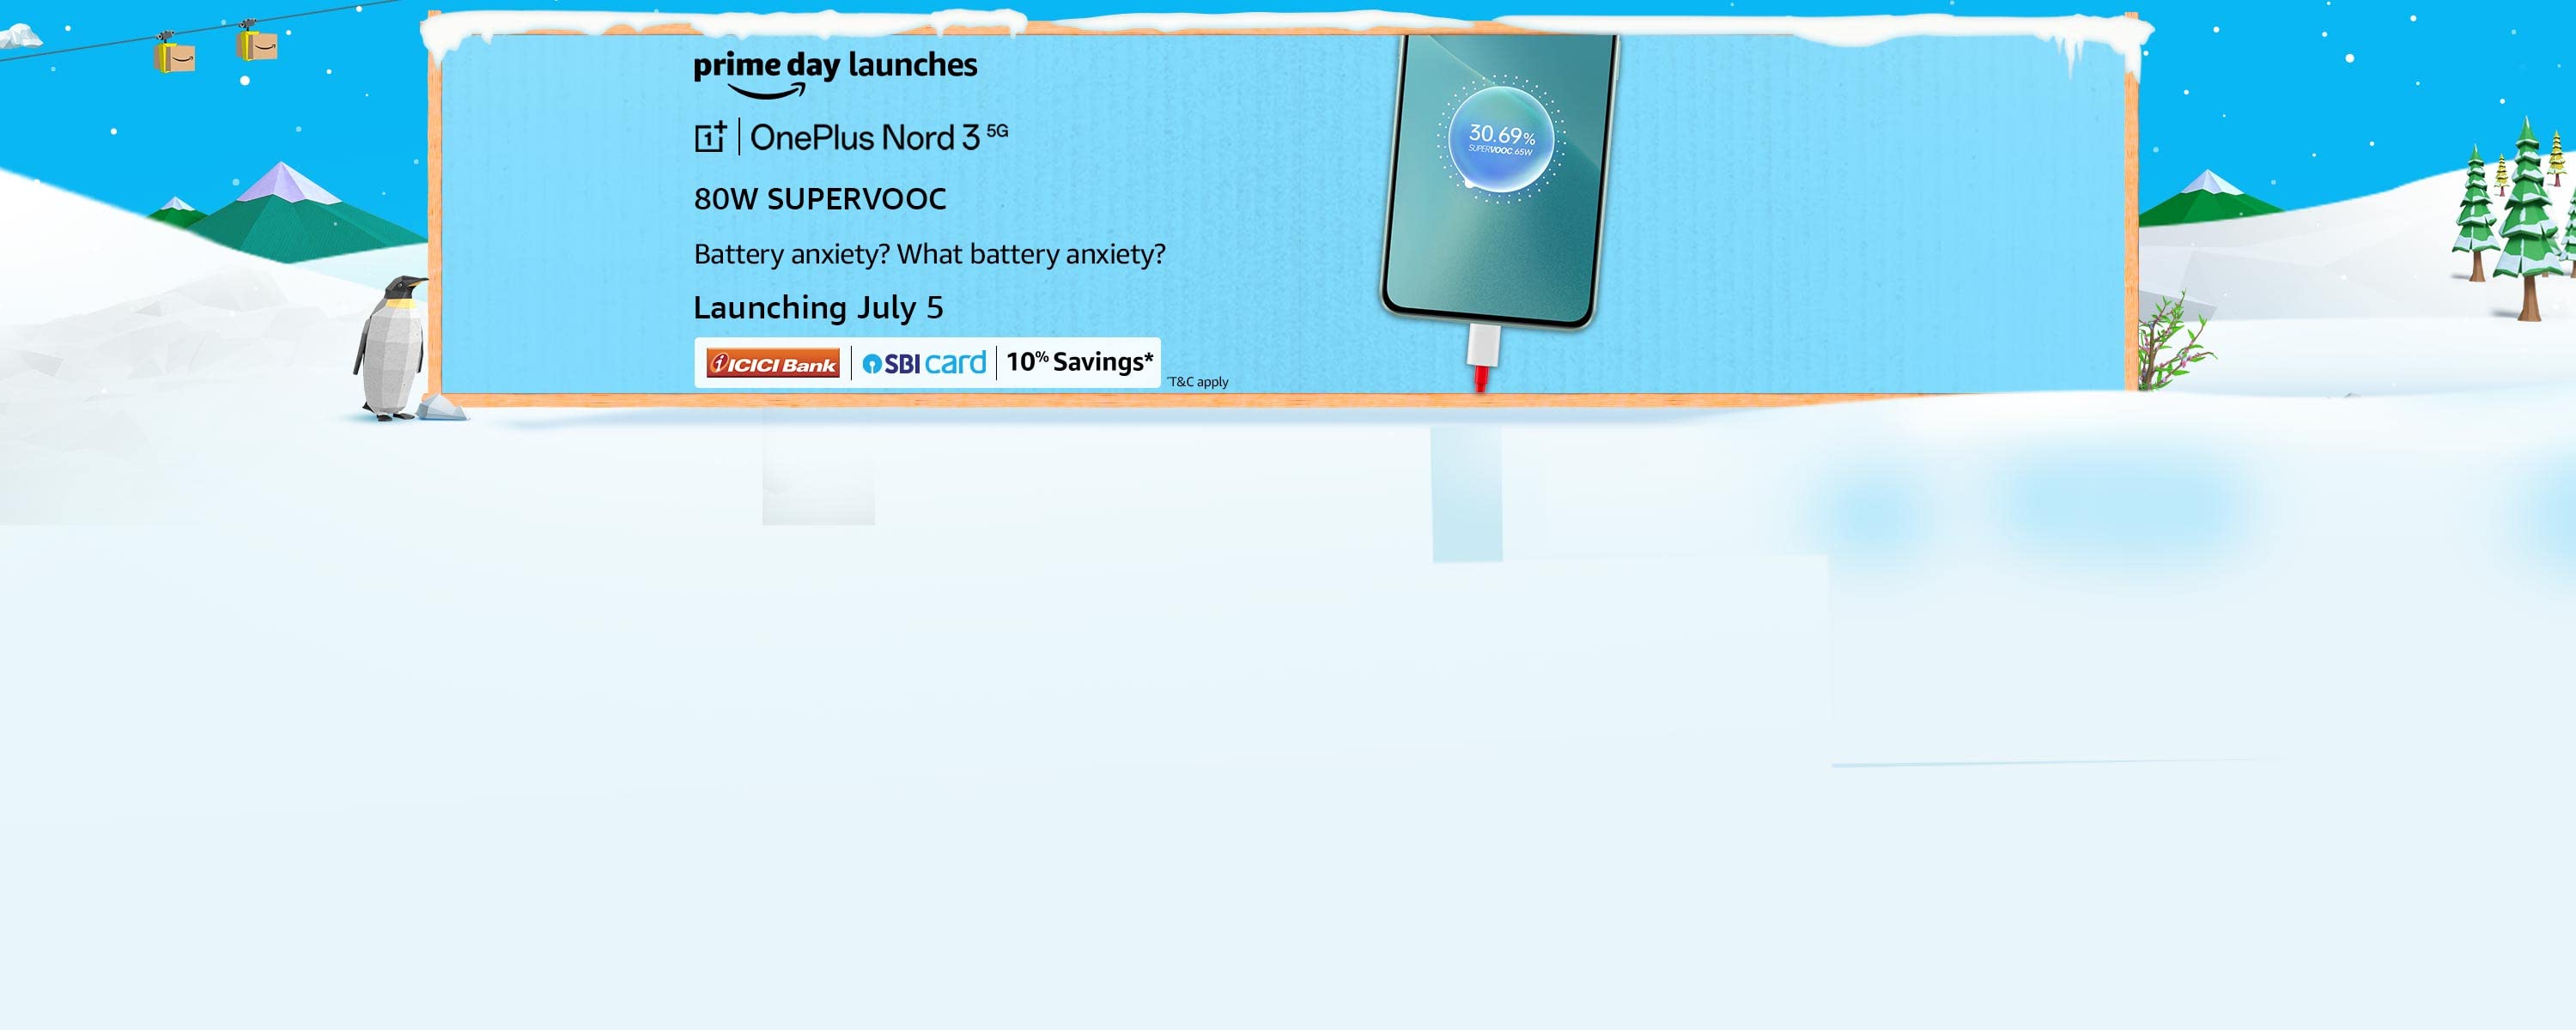 prime day launches
OnePlus Nord 3 5G
80W SUPERVOOC
Battery anxiety? What battery anxiety?
Launching July 5
ICICI Bank SBI card 10% Savings*
*T&C apply
30.69%
SUPERVOOC 65W